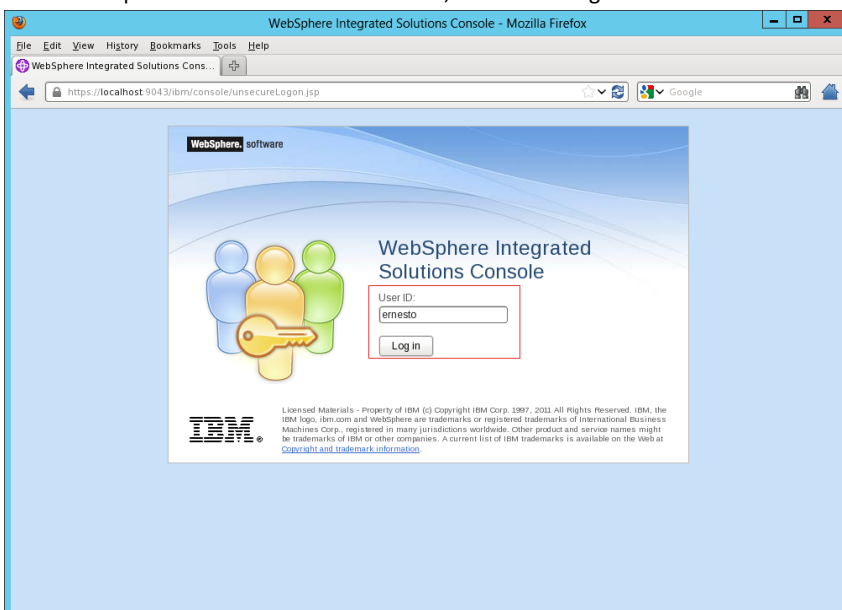 WebSphere Integrated Solutions Console - Mozilla Firefox
File Edit View History Bookmarks Tools Help
WebSphere Integrated Solutions Cons...
https://localhost:9043/ibm/console/unsecureLogon.jsp
Google
WebSphere. software
WebSphere Integrated
Solutions Console
User ID:
ernesto
Log in
Licensed Materials - Property of IBM (c) Copyright IBM Corp. 1997, 2011 All Rights Reserved. IBM, the
IBM logo, ibm.com and WebSphere are trademarks or registered trademarks of International Business
Machines Corp., registered in many jurisdictions worldwide. Other product and service names might
be trademarks of IBM or other companies. A current list of IBM trademarks is available on the Web at
Copyright and trademark information.
IBM®